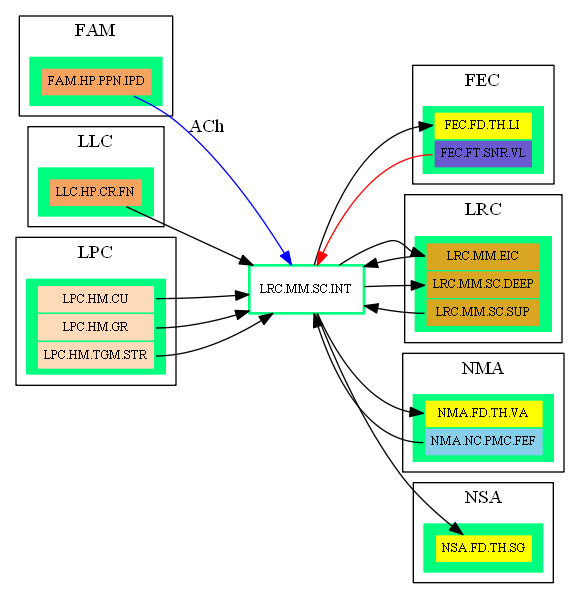 FAM
FAM.HP.PPN.IPD
ACh
LLC
LLC.HP.CR.FN
LPC
LPC.HM.CU
LPC.HM.GR
LPC.HM.TGM.STR
LRC.MM.SC.INT
FEC
FEC.FD.TH.LI
FEC.FT.SNR.VL
LRC
LRC.MM.EIC
LRC.MM.SC.DEEP
LRC.MM.SC.SUP
NMA
NMA.FD.TH.VA
NMA.NC.PMC.FEF
NSA
NSA.FD.TH.SG